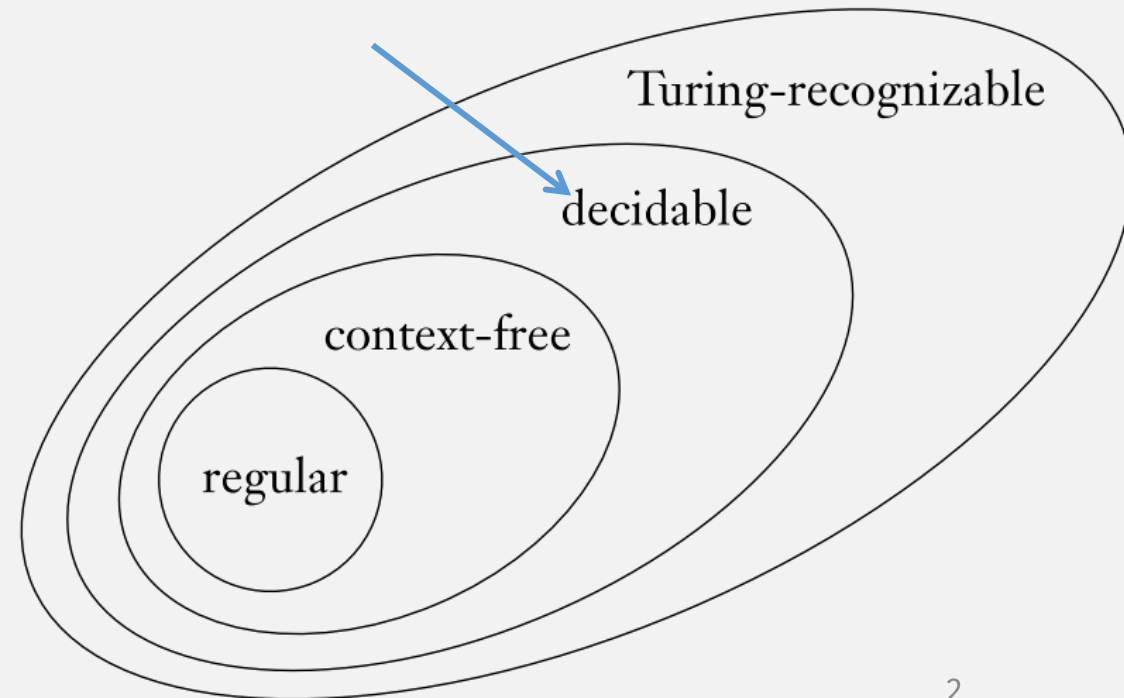 Turing-recognizable
decidable
context-free
regular
2